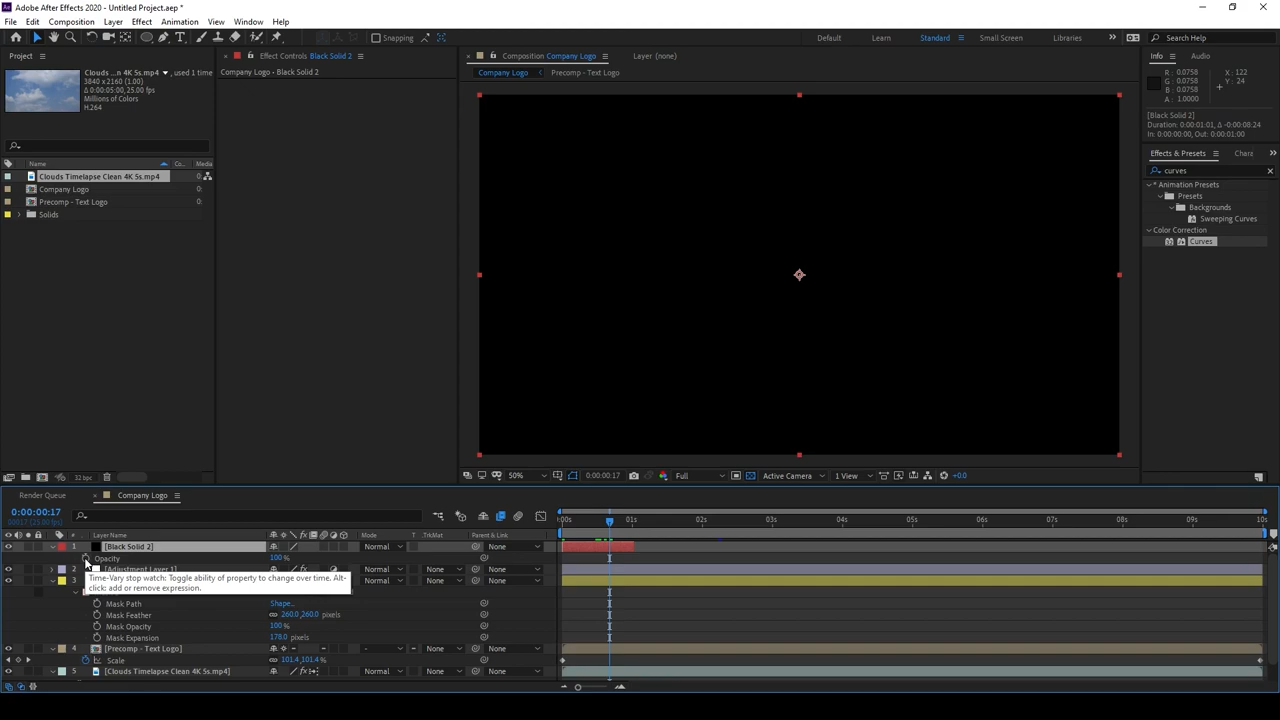 Adobe After Effects 2020 - Untitled Project.aep *
File Edit Composition Layer Effect Animation View Window Help
Snapping
Default Learn Standard Small Screen Libraries Search Help
Project
Effect Controls Black Solid 2
Composition Company Logo
Layer (none)
Info Audio
Clouds ...n 4K 5s.mp4 , used 1 time
3840 x 2160 (1.00)
Δ 0:00:05:00, 25.00 fps
Millions of Colors
H.264
Company Logo - Black Solid 2
Company Logo Precomp - Text Logo
R : 0.0758
G : 0.0758
B : 0.0758
A : 1.0000
X : 122
Y : 24
[Black Solid 2]
Duration: 0:00:01:01, Δ -0:00:08:24
In: 0:00:00:00, Out: 0:00:01:00
Effects & Presets Chara
curves
* Animation Presets
Presets
Backgrounds
Sweeping Curves
Color Correction
Curves
Name Co... Media
Clouds Timelapse Clean 4K 5s.mp4
Company Logo 0:
Precomp - Text Logo 0:
Solids
32 bpc
50% 0:00:00:17 Full Active Camera 1 View +0.0
Render Queue Company Logo
0:00:00:17
00017 (25.00 fps)
:00s 01s 02s 03s 04s 05s 06s 07s 08s 09s 10s
# Layer Name Mode T .TrkMat Parent & Link
1 [Black Solid 2] Normal None
Opacity 100 %
2 [Adjustment Layer 1] Normal None None
Time-Vary stop watch: Toggle ability of property to change over time. Alt-
click: add or remove expression.
3 Normal None None
Mask Path Shape...
Mask Feather 260.0,260.0 pixels
Mask Opacity 100 %
Mask Expansion 178.0 pixels
4 [Precomp - Text Logo] - None None
Scale 101.4,101.4 %
5 [Clouds Timelapse Clean 4K 5s.mp4] Normal None None